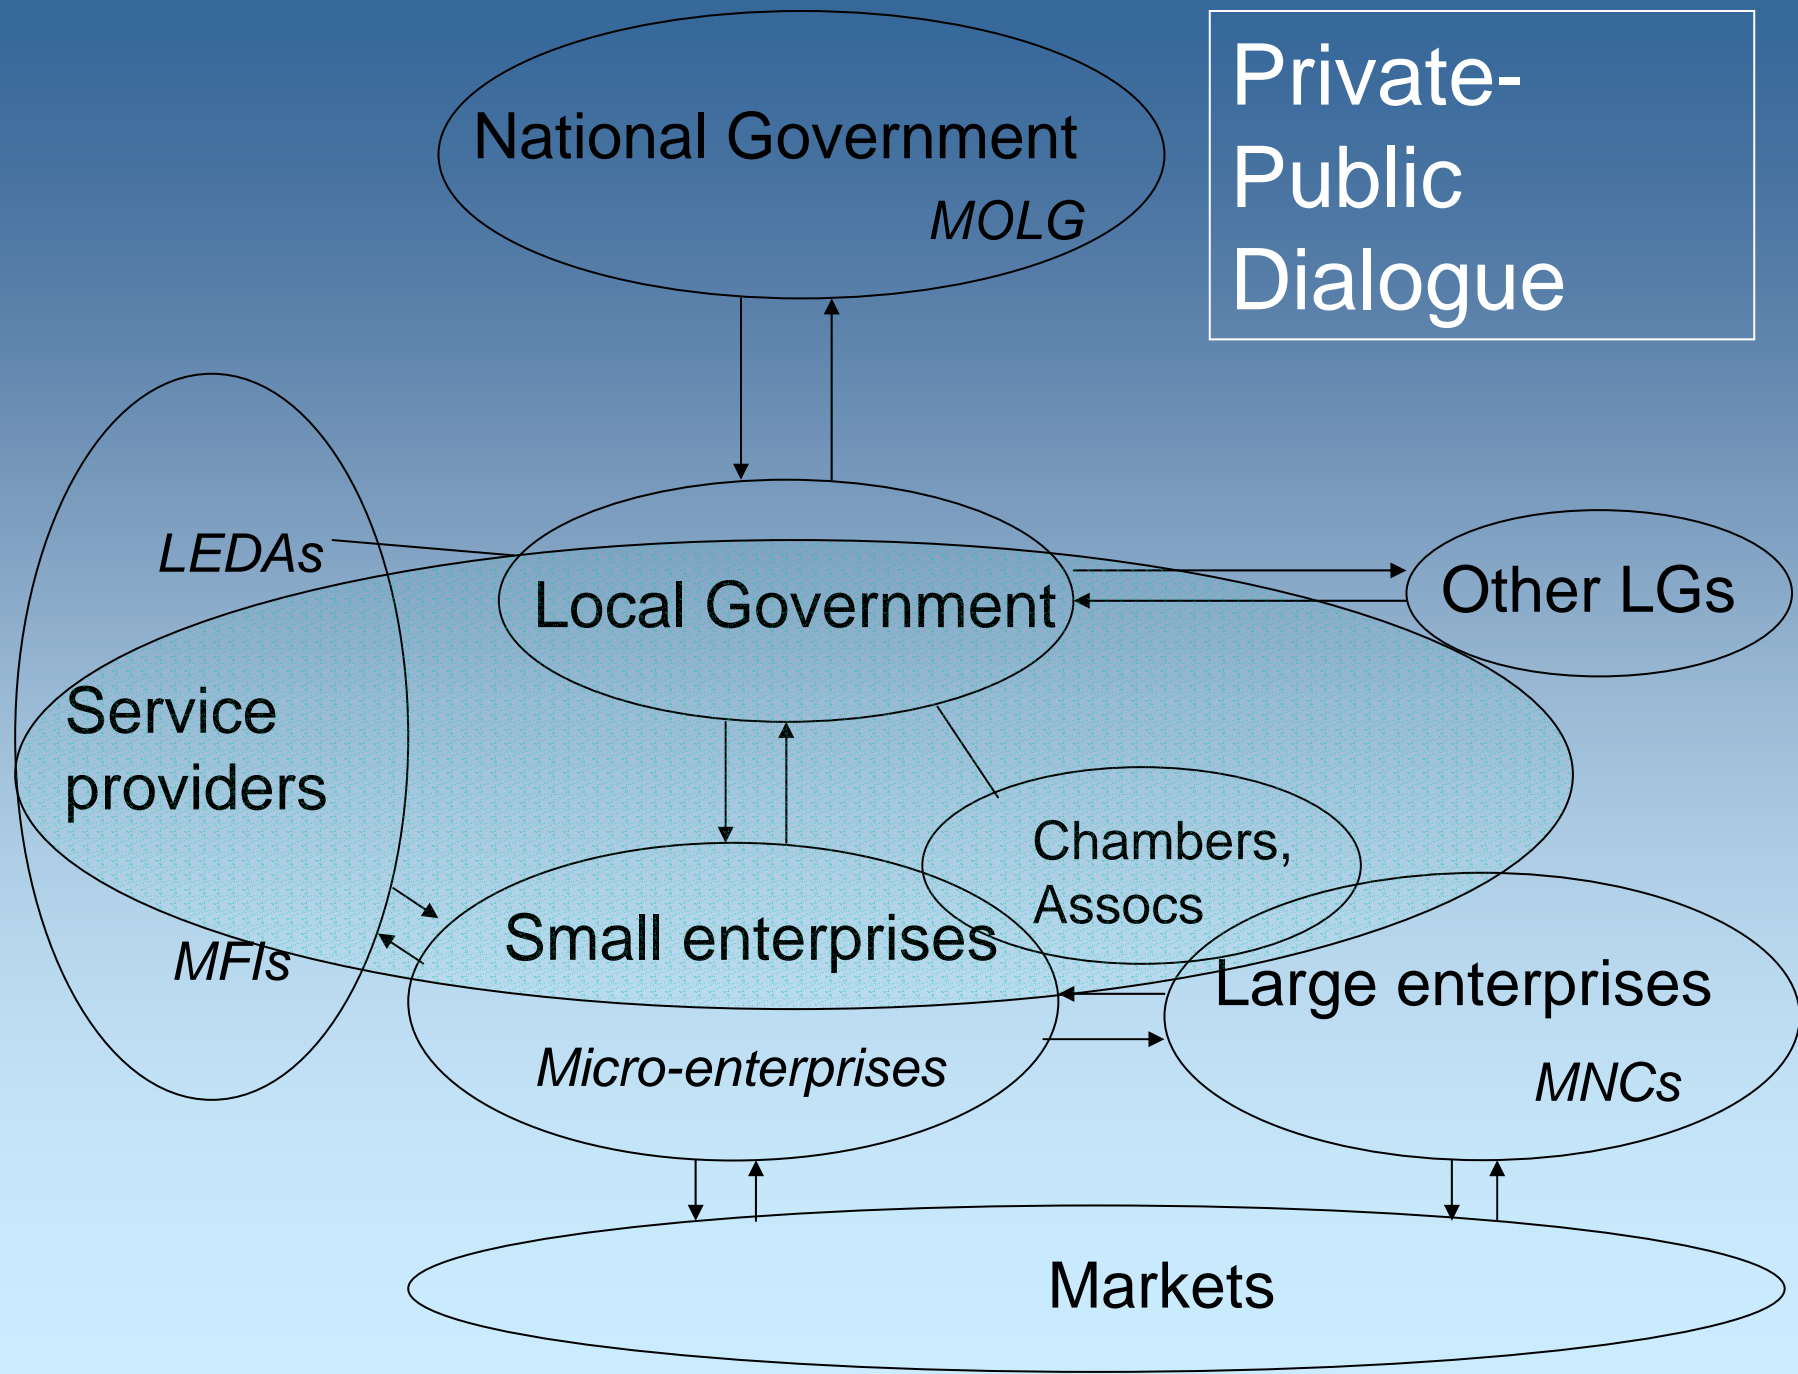 National Government
MOLG
Private-
Public
Dialogue
LEDAs
Local Government
Other LGs
Service
providers
Chambers,
Assocs
Small enterprises
MFIs
Large enterprises
Micro-enterprises
MNCs
Markets